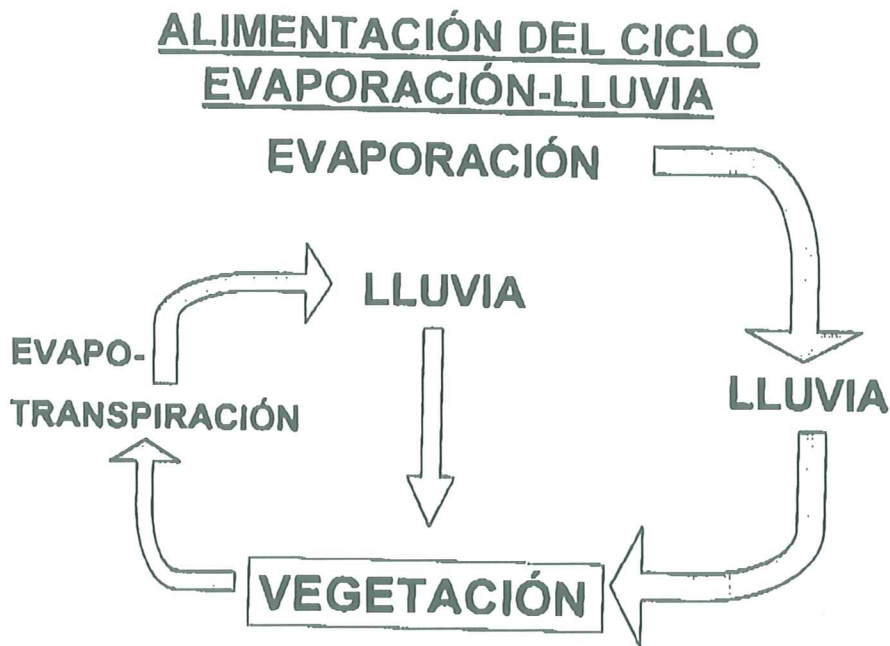 ALIMENTACIÓN DEL CICLO
EVAPORACIÓN-LLUVIA
EVAPORACIÓN
LLUVIA
EVAPO-
TRANSPIRACIÓN
LLUVIA
VEGETACIÓN